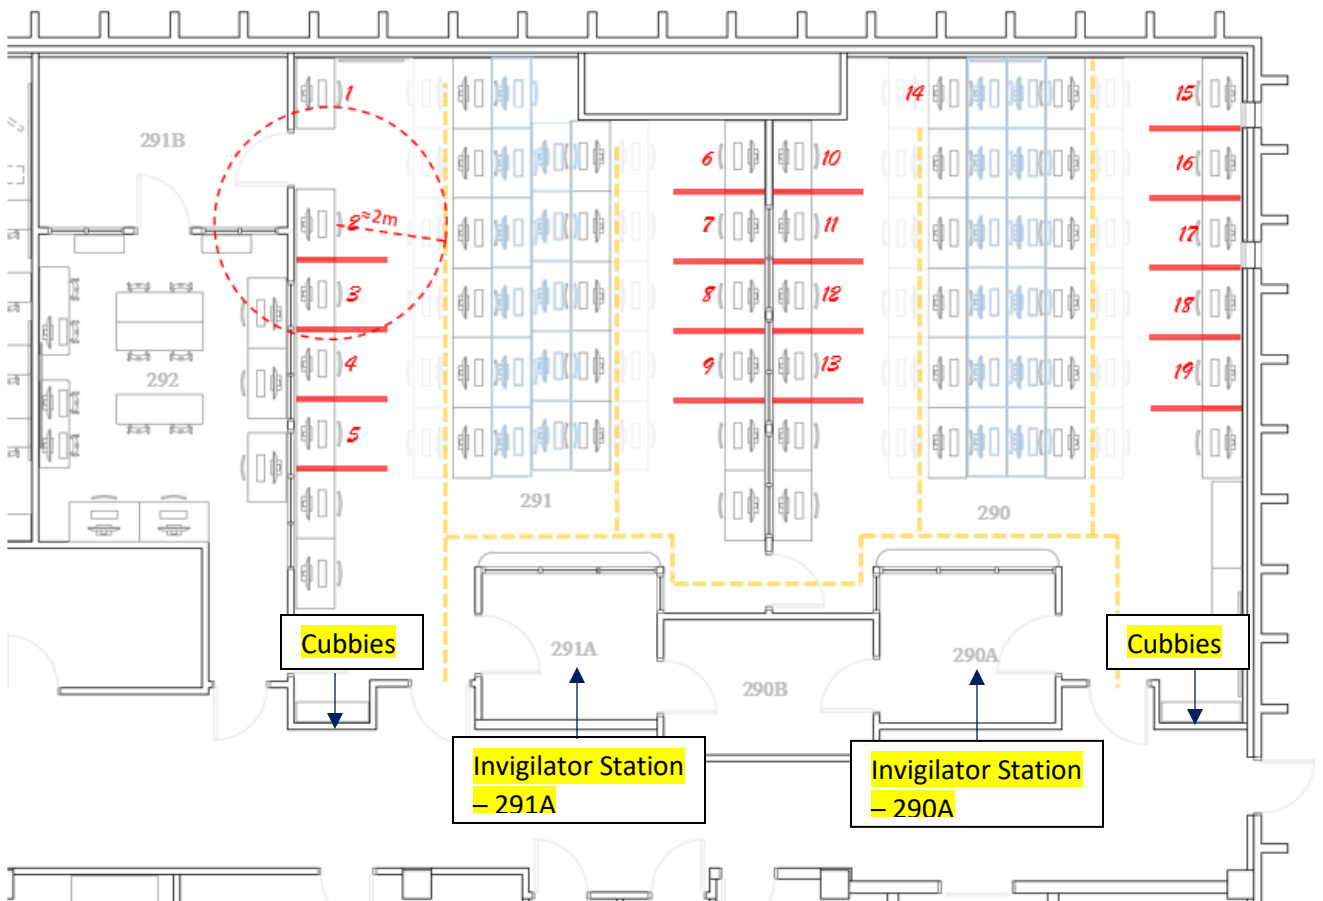 1
14
15
291B
6
10
16
2
≈2m
7
11
17
3
8
12
18
4
9
13
19
292
5
291
290
Cubbies
Cubbies
291A
290A
290B
Invigilator Station
– 291A
Invigilator Station
– 290A